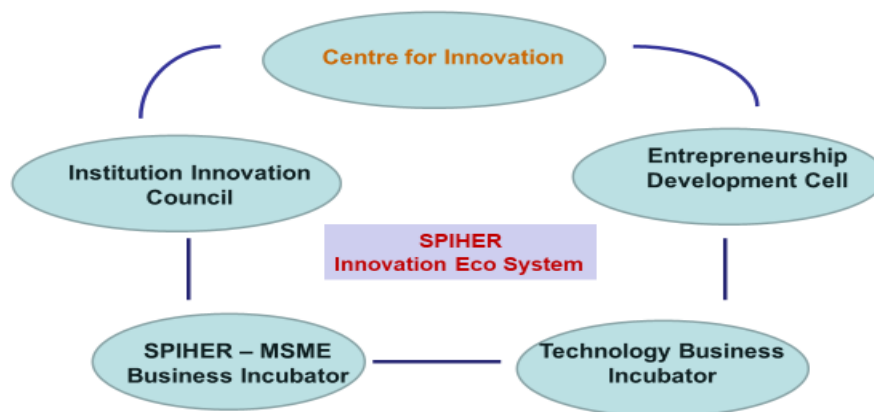 Centre for Innovation
Institution Innovation
Council
Entrepreneurship
Development Cell
SPIHER
Innovation Eco System
SPIHER – MSME
Business Incubator
Technology Business
Incubator